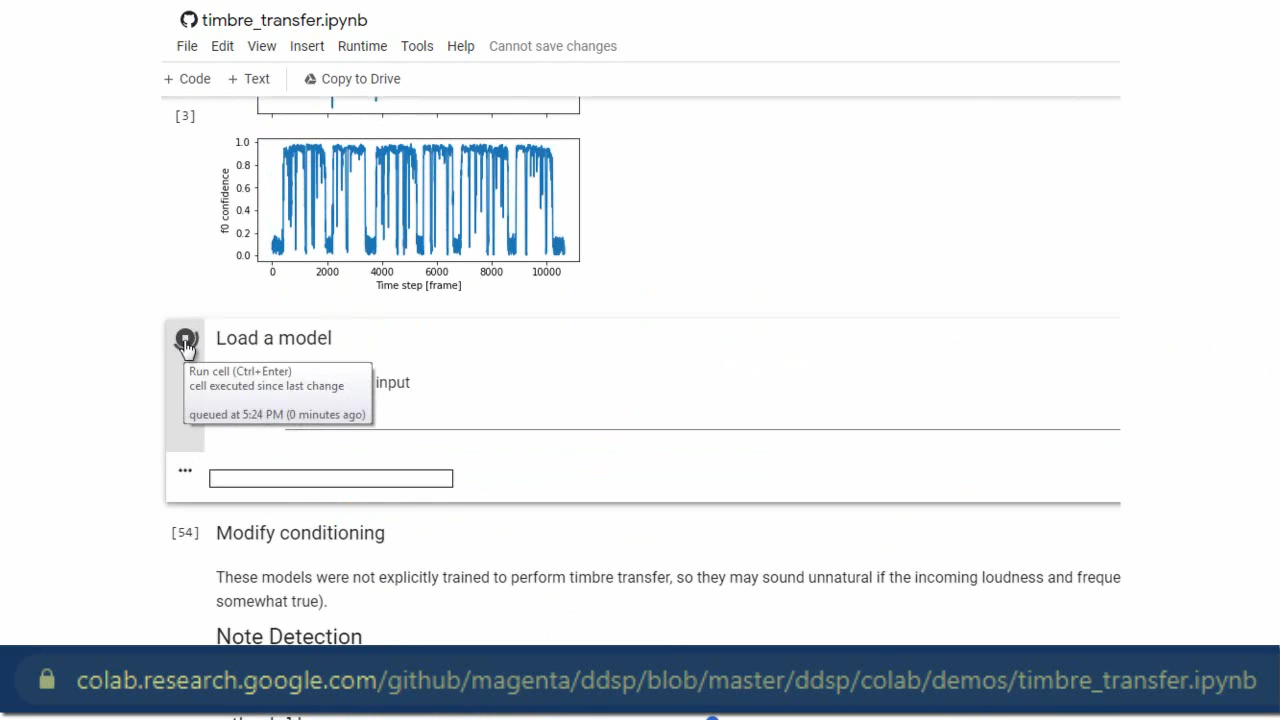 timbre_transfer.ipynb
File Edit View Insert Runtime Tools Help Cannot save changes
+ Code + Text Copy to Drive
[3]
1.0
0.8
0.6
0.4
0.2
0.0
f0 confidence
0 2000 4000 6000 8000 10000
Time step [frame]
Load a model
Run cell (Ctrl+Enter)
cell executed since last change
input
queued at 5:24 PM (0 minutes ago)
[54] Modify conditioning
These models were not explicitly trained to perform timbre transfer, so they may sound unnatural if the incoming loudness and freque
somewhat true).
Note Detection
colab.research.google.com/github/magenta/ddsp/blob/master/ddsp/colab/demos/timbre_transfer.ipynb